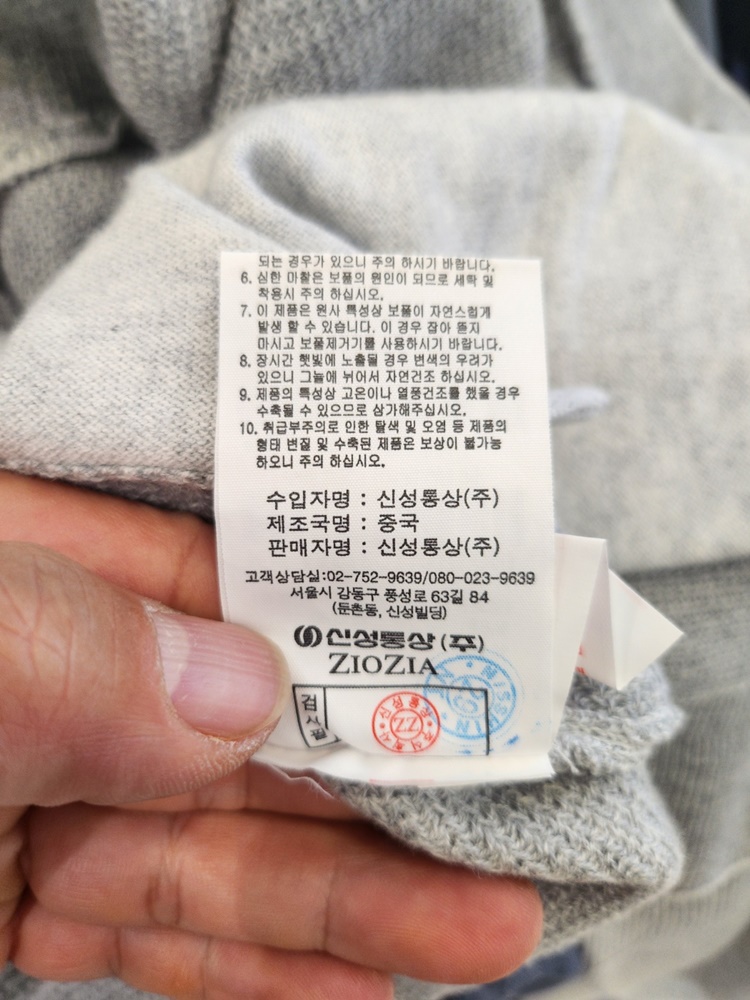 되는 경우가 있으니 주의 하시기 바랍니다.
6. 심한 마찰은 보풀의 원인이 되므로 세탁 및
착용시 주의 하십시오.
7. 이 제품은 원사 특성상 보풀이 자연스럽게
발생 할 수 있습니다. 이 경우 잡아 뜯지
마시고 보풀제거기를 사용하시기 바랍니다.
8. 장시간 햇빛에 노출될 경우 변색의 우려가
있으니 그늘에 뉘어서 자연건조 하십시오.
9. 제품의 특성상 고온이나 열풍건조를 했을 경우
수축될 수 있으므로 삼가해주십시오.
10. 취급부주의로 인한 탈색 및 오염 등 제품의
형태 변질 및 수축된 제품은 보상이 불가능
하오니 주의 하십시오.
수입자명 : 신성통상(주)
제조국명 : 중국
판매자명 : 신성통상(주)
고객상담실:02-752-9639/080-023-9639
서울시 강동구 풍성로 63길 84
(둔촌동, 신성빌딩)
신성통상(주)
ZIOZIA
검사필
신성통상 주식회사
ZZ